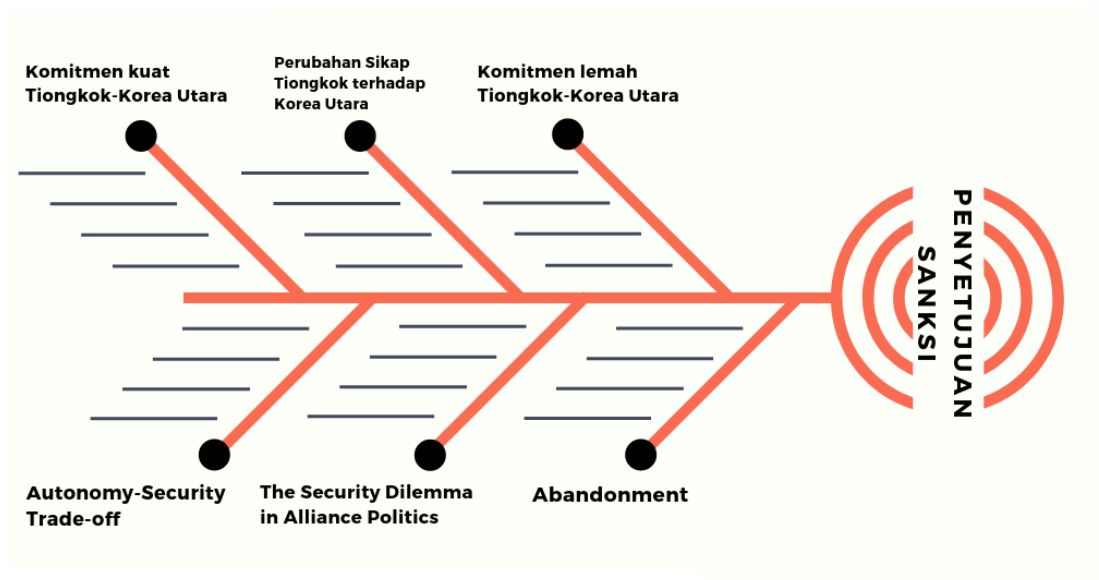 Komitmen kuat
Tiongkok-Korea Utara
Perubahan Sikap
Tiongkok terhadap
Korea Utara
Komitmen lemah
Tiongkok-Korea Utara
PENYETUJUAN
SANKSI
Autonomy-Security
Trade-off
The Security Dilemma
in Alliance Politics
Abandonment